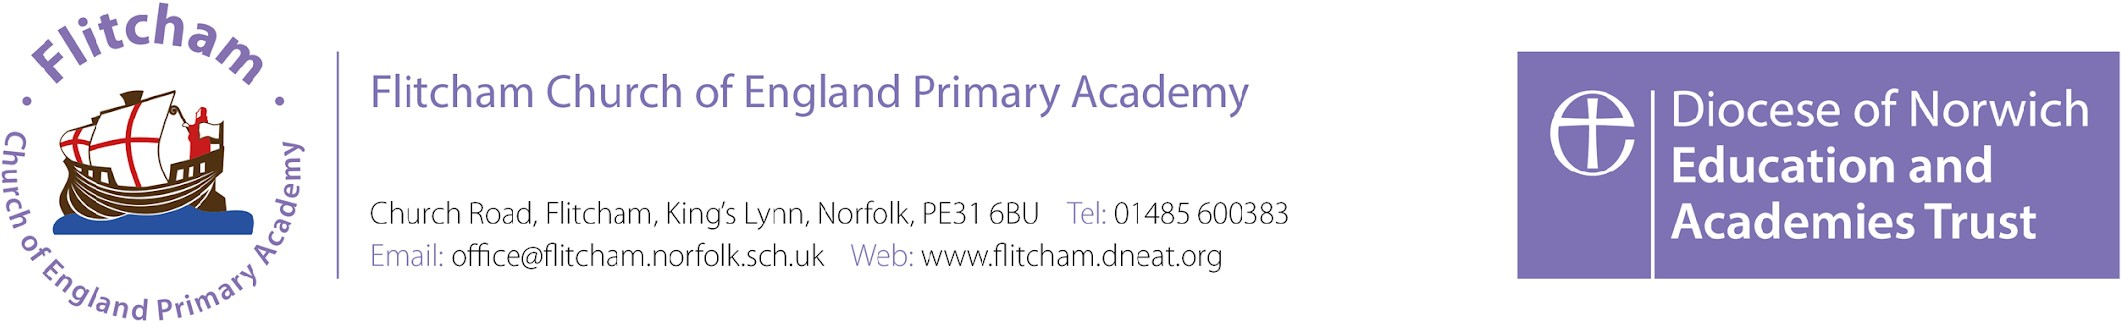 Flitcham
Church of England Primary Academy
Flitcham Church of England Primary Academy
Church Road, Flitcham, King's Lynn, Norfolk, PE31 6BU Tel: 01485 600383
Email: office@flitcham.norfolk.sch.uk Web: www.flitcham.dneat.org
Diocese of Norwich
Education and
Academies Trust